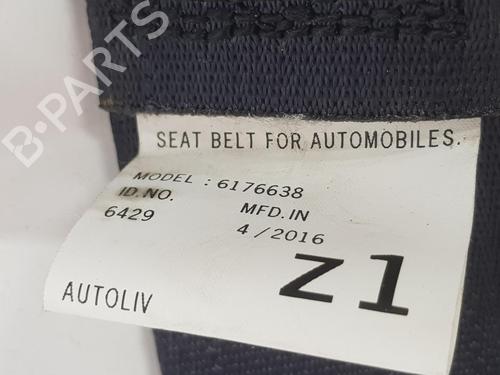 B-PARTS
SEAT BELT FOR AUTOMOBILES.
MODEL : 6176638
ID.NO. MFD.IN
6429 4/2016
AUTOLIV Z1